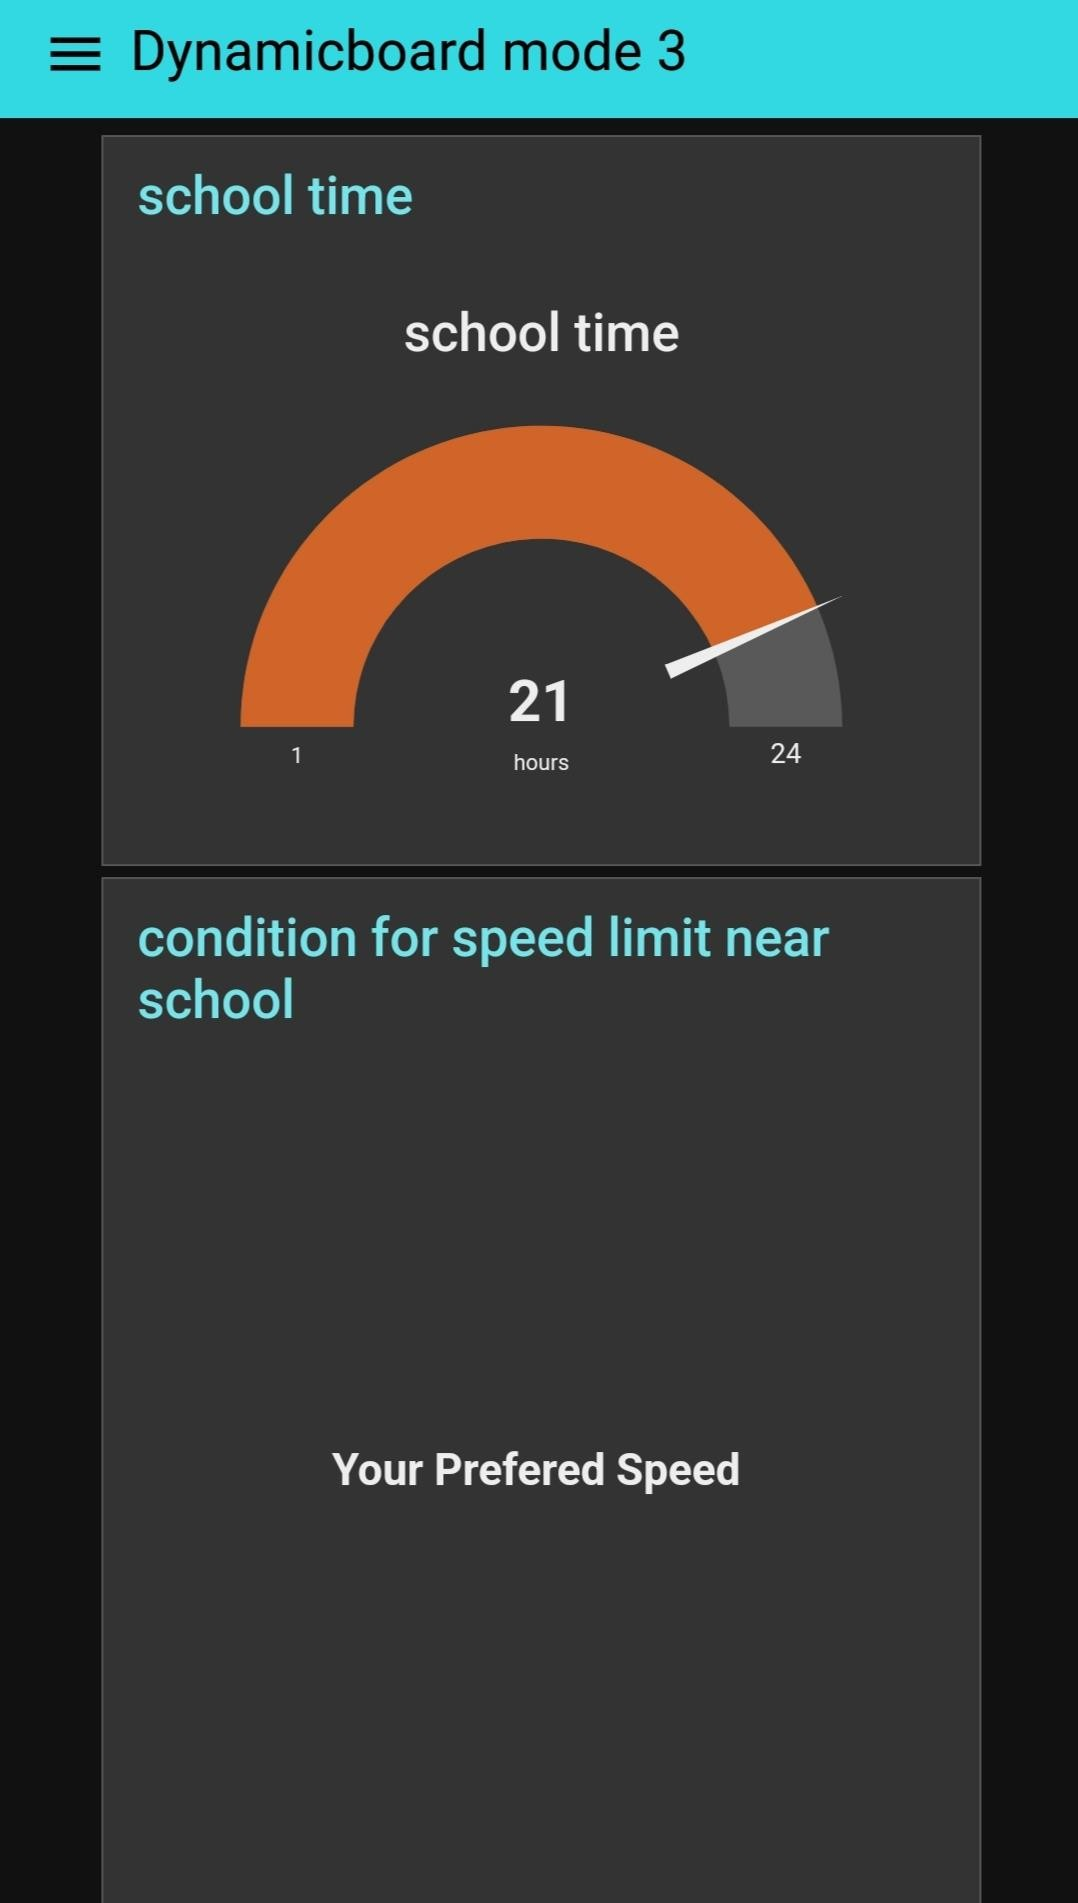 Dynamicboard mode 3
school time
school time
21
1
hours
24
condition for speed limit near
school
Your Prefered Speed